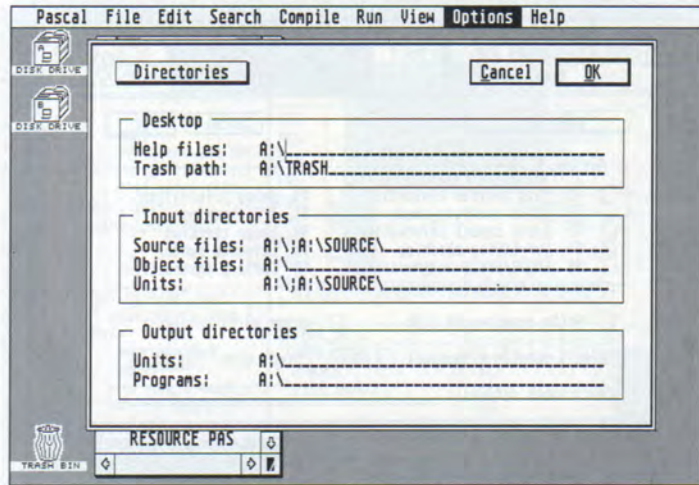 Pascal File Edit Search Compile Run View Options Help
A
DISK DRIVE
B
DISK DRIVE
Directories Cancel OK
Desktop
Help files: A:\
Trash path: A:\TRASH
Input directories
Source files: A:\;A:\SOURCE\
Object files: A:\
Units: A:\;A:\SOURCE\
Output directories
Units: A:\
Programs: A:\
RESOURCE PAS
TRASH BIN